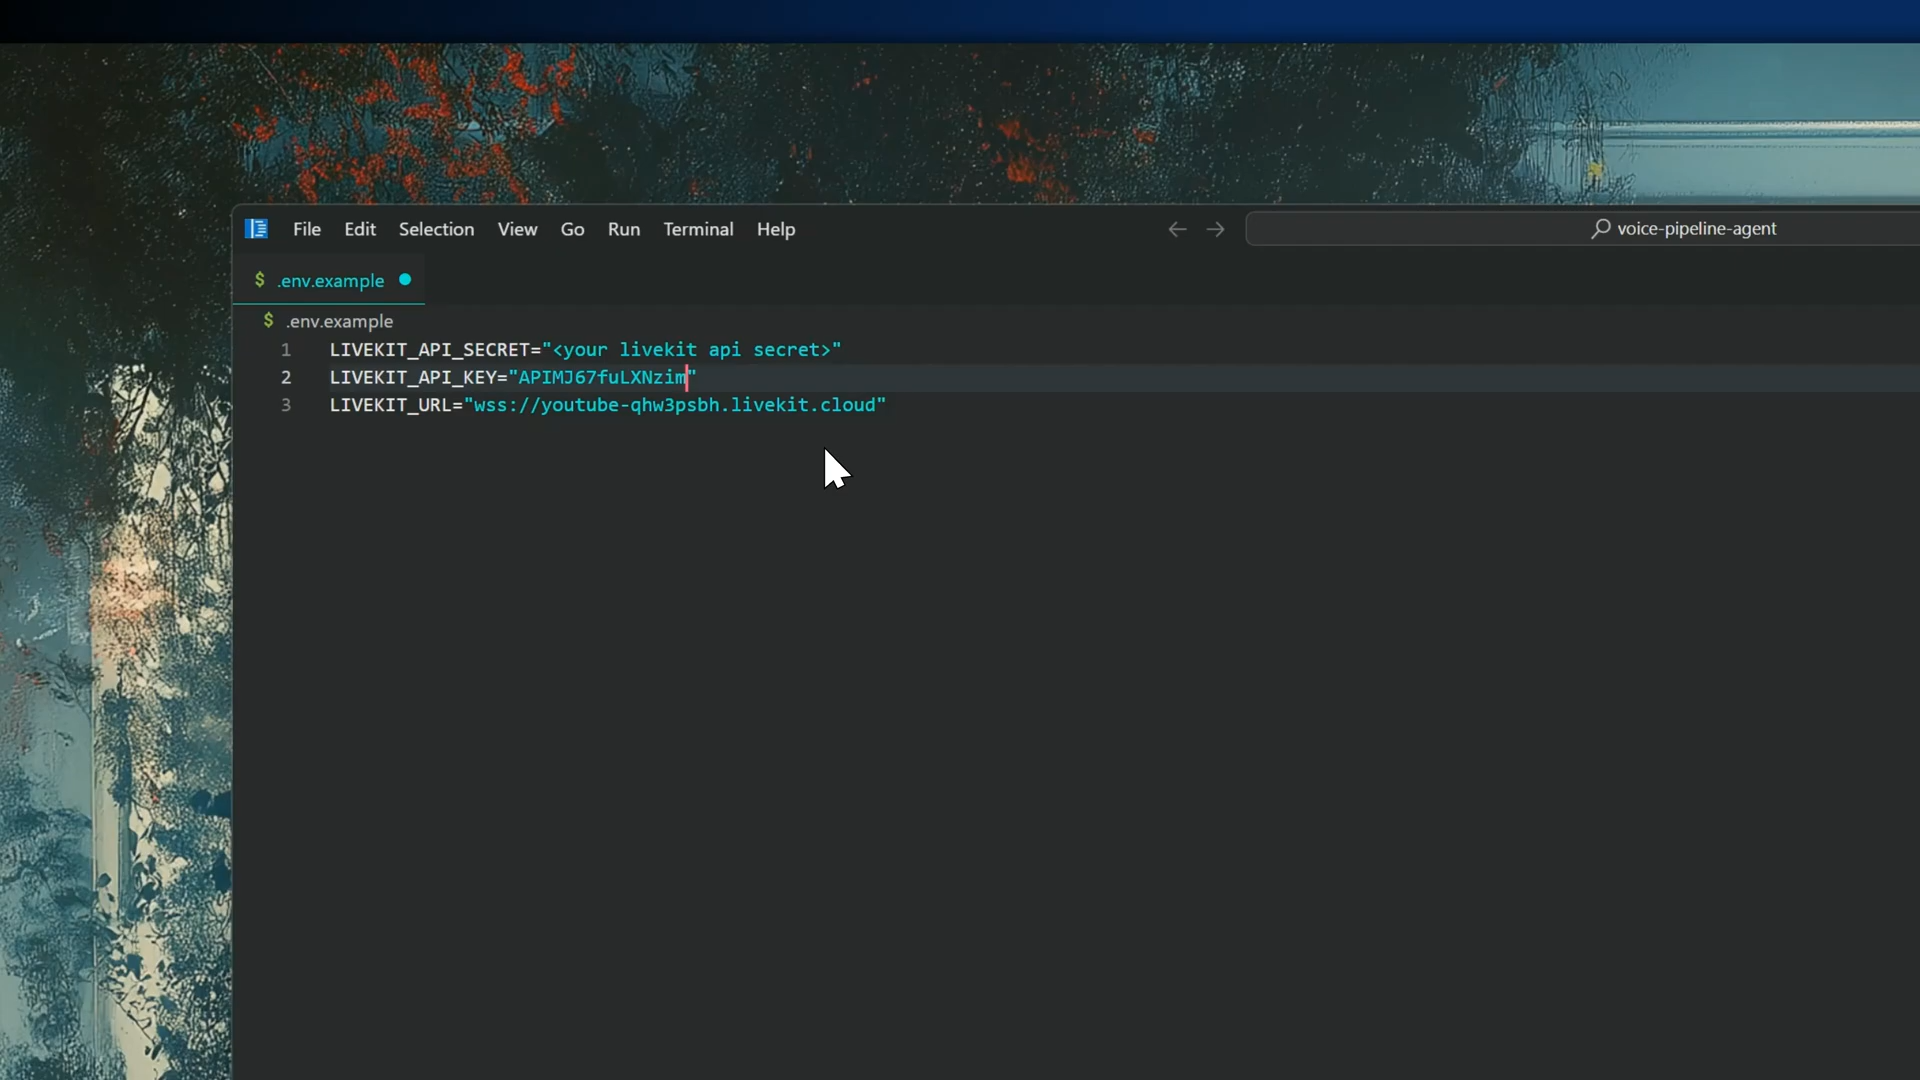 File Edit Selection View Go Run Terminal Help
voice-pipeline-agent
$ .env.example
$ .env.example
1 LIVEKIT_API_SECRET="<your livekit api secret>"
2 LIVEKIT_API_KEY="APIMJ67fuLXNzim"
3 LIVEKIT_URL="wss://youtube-qhw3psbh.livekit.cloud"